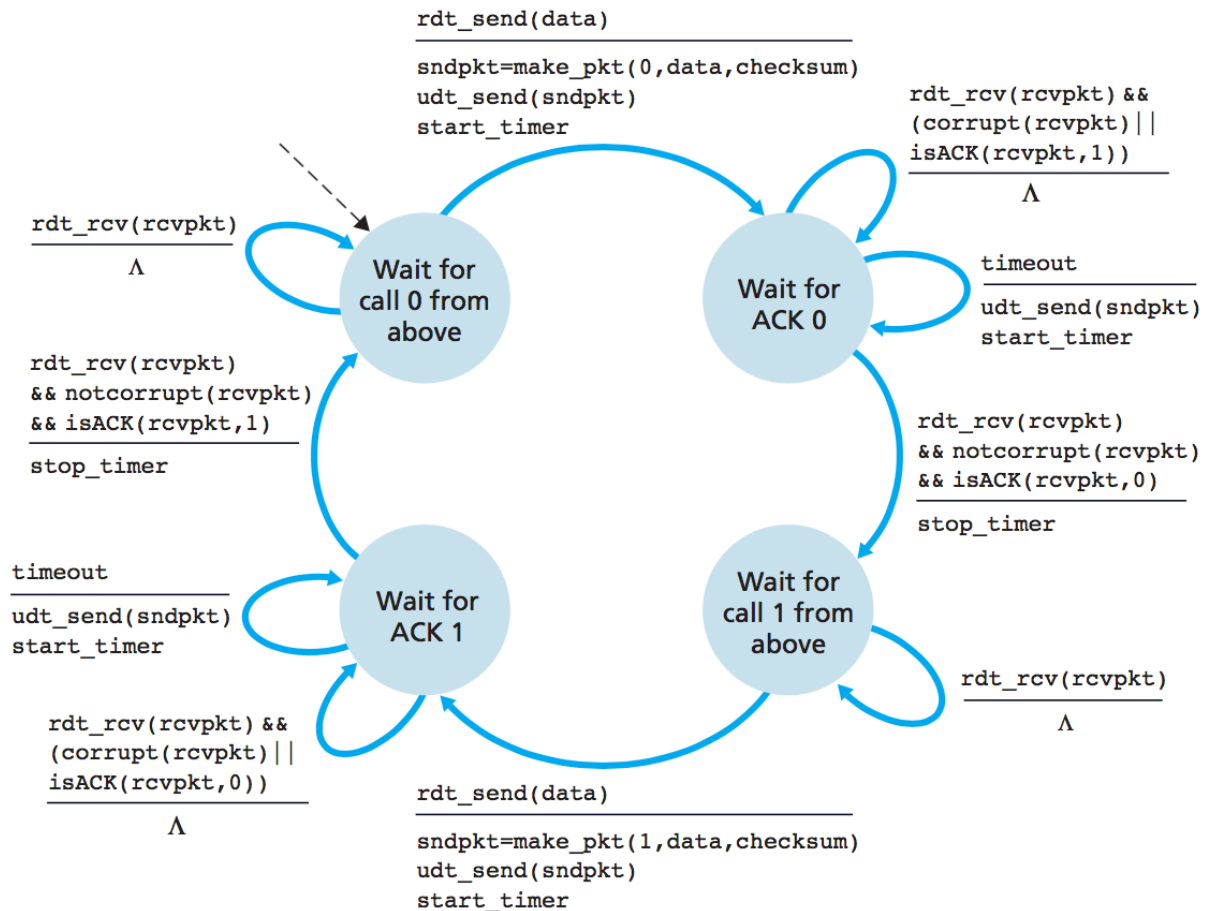 rdt_send(data)
sndpkt=make_pkt(0,data,checksum)
udt_send(sndpkt)
start_timer
rdt_rcv(rcvpkt) &&
(corrupt(rcvpkt)||
isACK(rcvpkt,1))
Λ
rdt_rcv(rcvpkt)
Λ
Wait for
call 0 from
above
Wait for
ACK 0
timeout
udt_send(sndpkt)
start_timer
rdt_rcv(rcvpkt)
&& notcorrupt(rcvpkt)
&& isACK(rcvpkt,1)
stop_timer
rdt_rcv(rcvpkt)
&& notcorrupt(rcvpkt)
&& isACK(rcvpkt,0)
stop_timer
timeout
udt_send(sndpkt)
start_timer
Wait for
ACK 1
Wait for
call 1 from
above
rdt_rcv(rcvpkt)
Λ
rdt_rcv(rcvpkt) &&
(corrupt(rcvpkt)||
isACK(rcvpkt,0))
Λ
rdt_send(data)
sndpkt=make_pkt(1,data,checksum)
udt_send(sndpkt)
start_timer